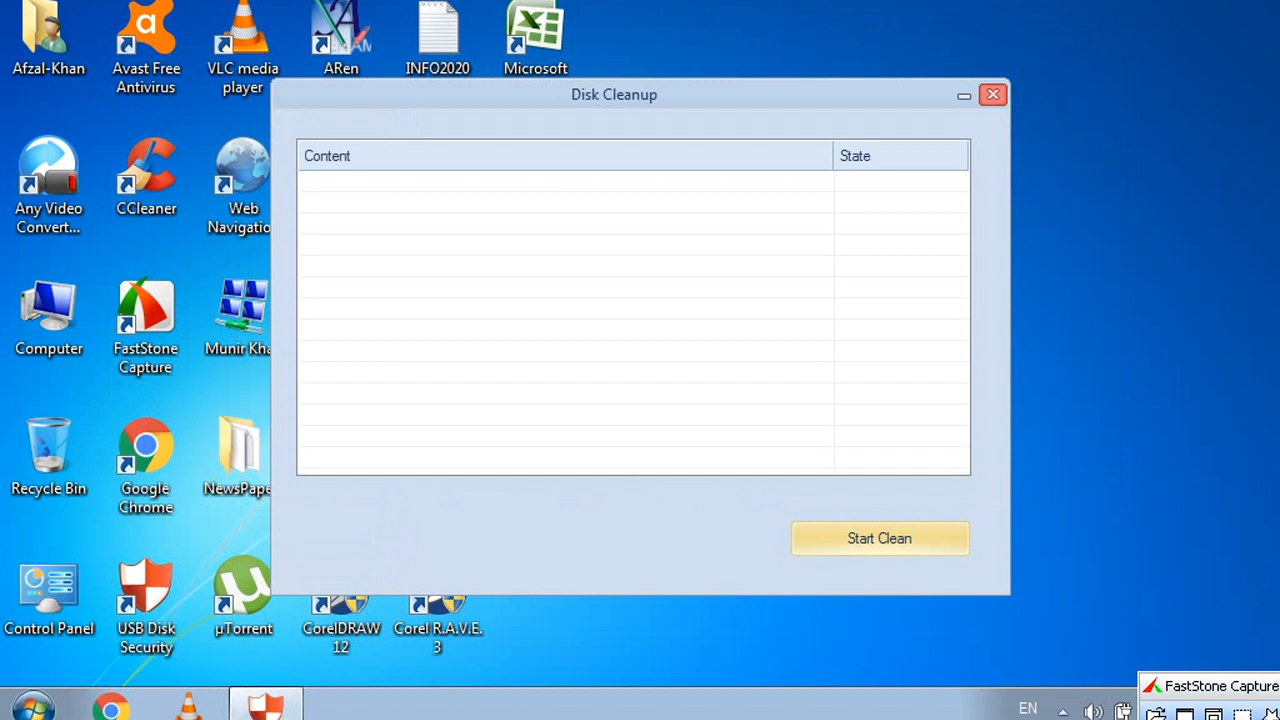 Afzal-Khan
Avast Free
Antivirus
VLC media
player
ARen
INFO2020
Microsoft
Disk Cleanup
Content
State
Any Video
Convert...
CCleaner
Web
Navigatio
Computer
FastStone
Capture
Munir Kha
Recycle Bin
Google
Chrome
NewsPape
Start Clean
Control Panel
USB Disk
Security
µTorrent
CorelDRAW
12
Corel R.A.V.E.
3
EN
FastStone Capture